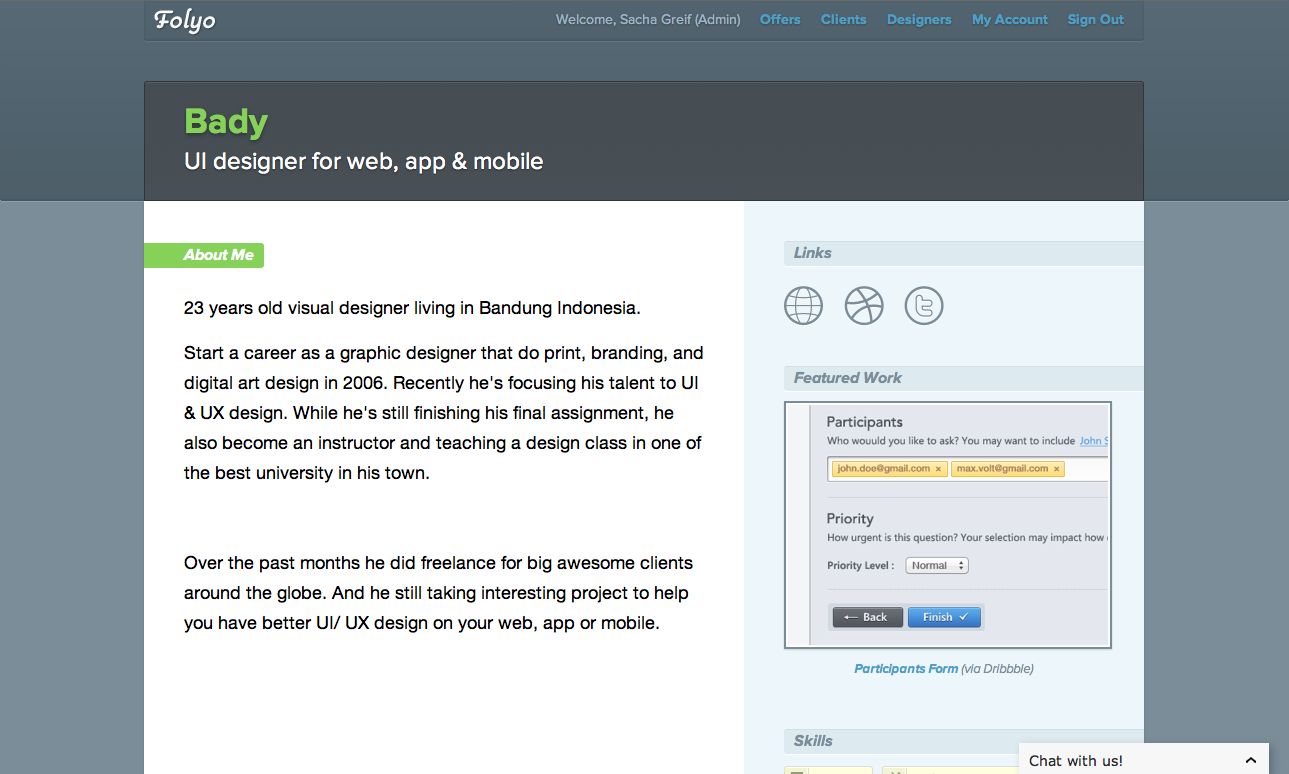 Folyo
Welcome, Sacha Greif (Admin) Offers Clients Designers My Account Sign Out
Bady
UI designer for web, app & mobile
About Me
23 years old visual designer living in Bandung Indonesia.
Start a career as a graphic designer that do print, branding, and
digital art design in 2006. Recently he's focusing his talent to UI
& UX design. While he's still finishing his final assignment, he
also become an instructor and teaching a design class in one of
the best university in his town.
Over the past months he did freelance for big awesome clients
around the globe. And he still taking interesting project to help
you have better UI/ UX design on your web, app or mobile.
Links
Featured Work
Participants
Who wouuld you like to ask? You may want to include John S
john.doe@gmail.com × max.volt@gmail.com ×
Priority
How urgent is this question? Your selection may impact how
Priority Level : Normal
← Back Finish ✓
Participants Form (via Dribbble)
Skills
Chat with us!